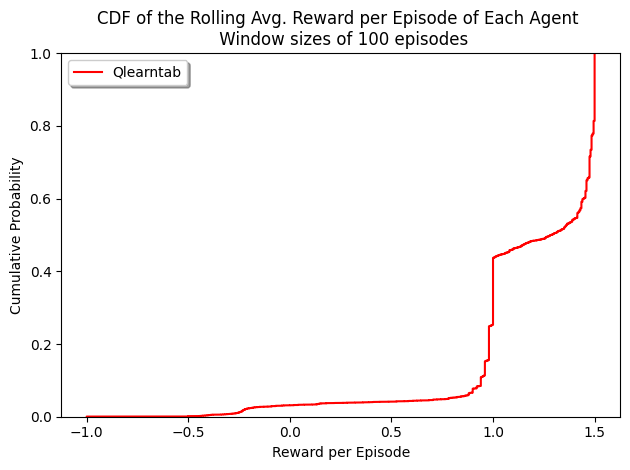 CDF of the Rolling Avg. Reward per Episode of Each Agent
Window sizes of 100 episodes
Qlearntab
1.0
0.8
0.6
0.4
0.2
0.0
Cumulative Probability
−1.0 −0.5 0.0 0.5 1.0 1.5
Reward per Episode